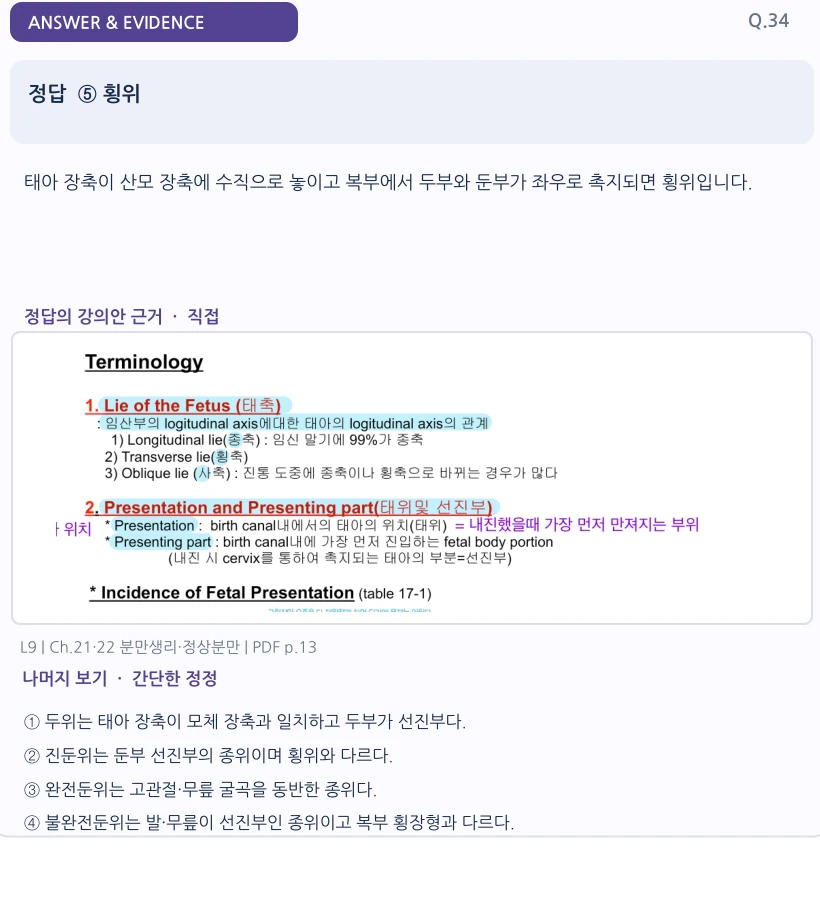 ANSWER & EVIDENCE
Q.34
정답 ⑤ 횡위
태아 장축이 산모 장축에 수직으로 놓이고 복부에서 두부와 둔부가 좌우로 촉지되면 횡위입니다.
정답의 강의안 근거 · 직접
Terminology
1. Lie of the Fetus (태축)
: 임산부의 logitudinal axis에대한 태아의 logitudinal axis의 관계
1) Longitudinal lie(종축) : 임신 말기에 99%가 종축
2) Transverse lie(횡축)
3) Oblique lie (사축) : 진통 도중에 종축이나 횡축으로 바뀌는 경우가 많다
2. Presentation and Presenting part(태위및 선진부)
위치 * Presentation : birth canal내에서의 태아의 위치(태위) = 내진했을때 가장 먼저 만져지는 부위
* Presenting part : birth canal내에 가장 먼저 진입하는 fetal body portion
(내진 시 cervix를 통하여 촉지되는 태아의 부분=선진부)
* Incidence of Fetal Presentation (table 17-1)
L9 | Ch.21·22 분만생리·정상분만 | PDF p.13
나머지 보기 · 간단한 정정
① 두위는 태아 장축이 모체 장축과 일치하고 두부가 선진부다.
② 진둔위는 둔부 선진부의 종위이며 횡위와 다르다.
③ 완전둔위는 고관절·무릎 굴곡을 동반한 종위다.
④ 불완전둔위는 발·무릎이 선진부인 종위이고 복부 횡장형과 다르다.